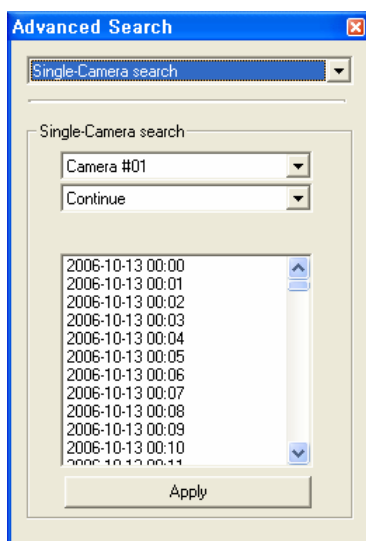 Advanced Search
Single-Camera search
Single-Camera search
Camera #01
Continue
2006-10-13 00:00
2006-10-13 00:01
2006-10-13 00:02
2006-10-13 00:03
2006-10-13 00:04
2006-10-13 00:05
2006-10-13 00:06
2006-10-13 00:07
2006-10-13 00:08
2006-10-13 00:09
2006-10-13 00:10
Apply